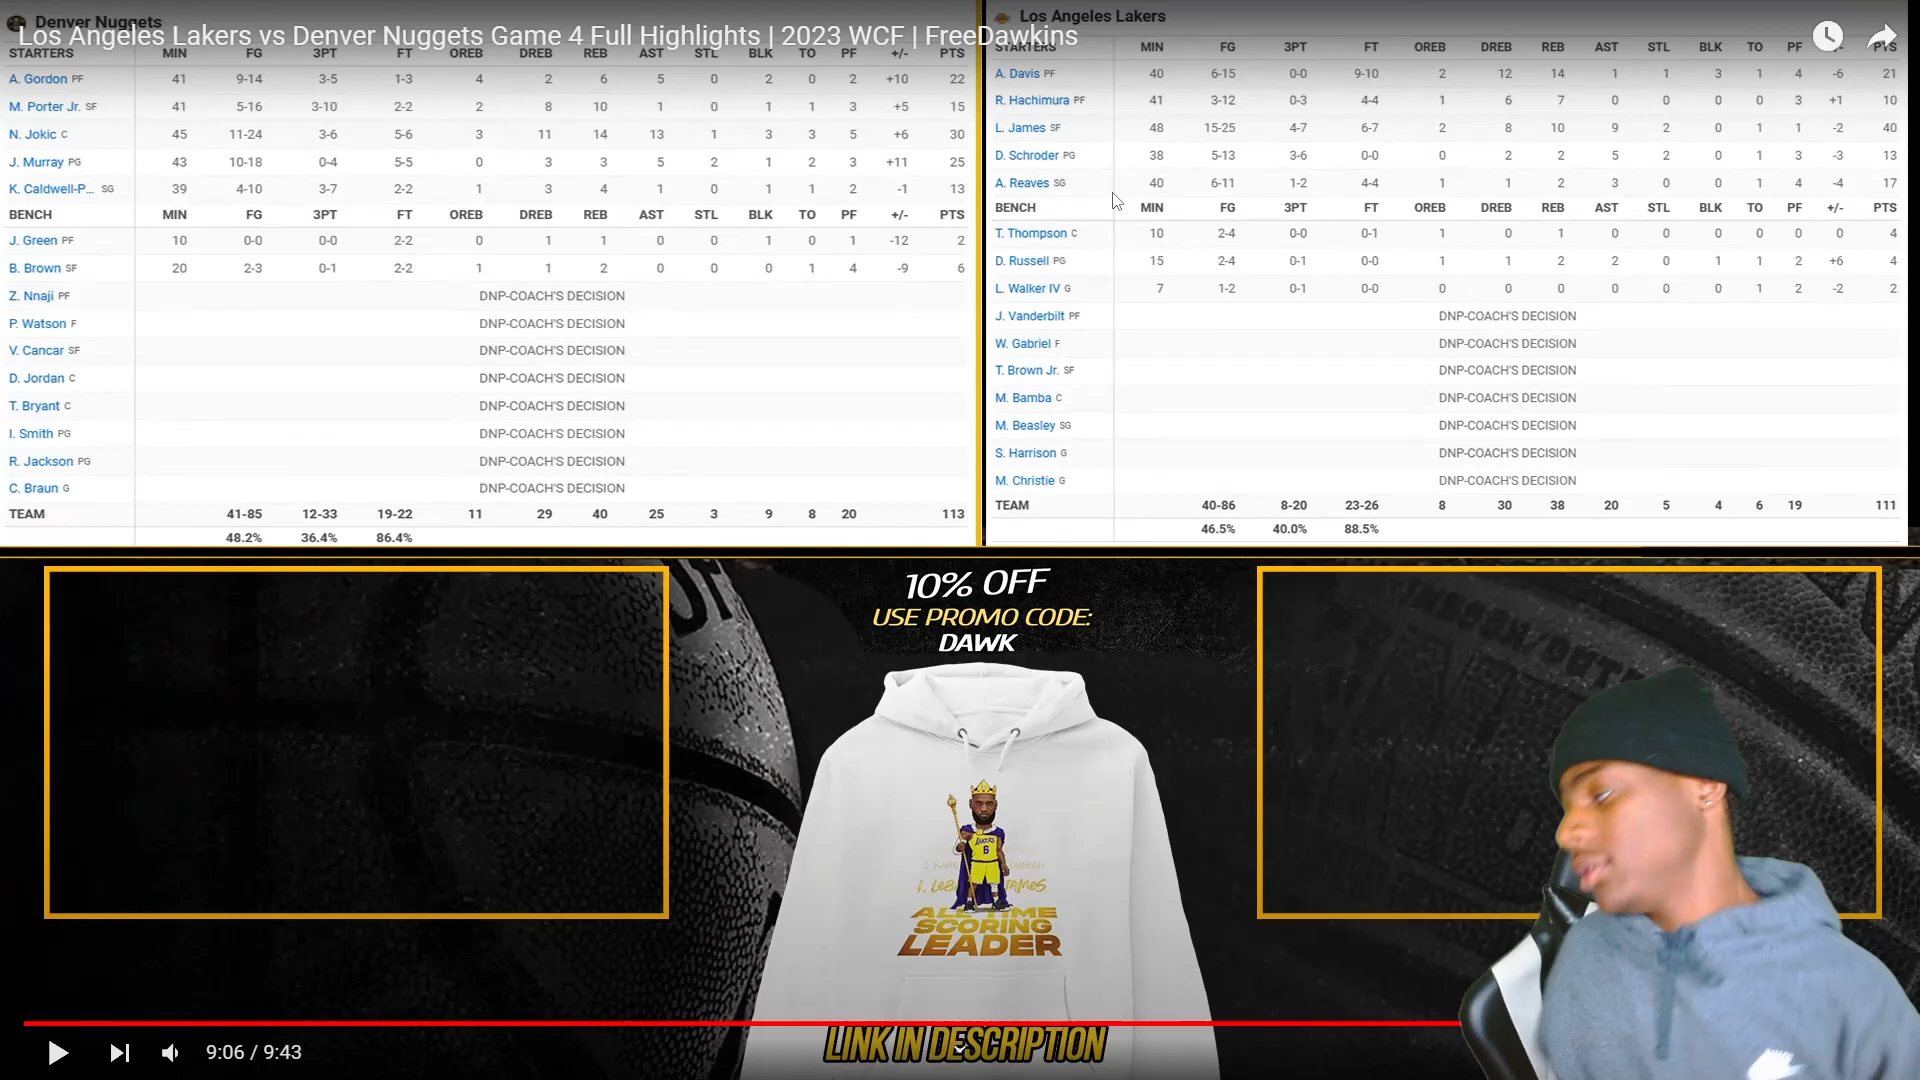 Denver Nuggets
Los Angeles Lakers
Los Angeles Lakers vs Denver Nuggets Game 4 Full Highlights | 2023 WCF | FreeDawkins
STARTERS MIN FG 3PT FT OREB DREB REB AST STL BLK TO PF +/- PTS
A. Gordon PF 41 9-14 3-5 1-3 4 2 6 5 0 2 0 2 +10 22
M. Porter Jr. SF 41 5-16 3-10 2-2 2 8 10 1 0 1 1 3 +5 15
N. Jokic C 45 11-24 3-6 5-6 3 11 14 13 1 3 3 5 +6 30
J. Murray PG 43 10-18 0-4 5-5 0 3 3 5 2 1 2 3 +11 25
K. Caldwell-P... SG 39 4-10 3-7 2-2 1 3 4 1 0 1 1 2 -1 13
BENCH MIN FG 3PT FT OREB DREB REB AST STL BLK TO PF +/- PTS
J. Green PF 10 0-0 0-0 2-2 0 1 1 0 0 1 0 1 -12 2
B. Brown SF 20 2-3 0-1 2-2 1 1 2 0 0 0 1 4 -9 6
Z. Nnaji PF DNP-COACH'S DECISION
P. Watson F DNP-COACH'S DECISION
V. Cancar SF DNP-COACH'S DECISION
D. Jordan C DNP-COACH'S DECISION
T. Bryant C DNP-COACH'S DECISION
I. Smith PG DNP-COACH'S DECISION
R. Jackson PG DNP-COACH'S DECISION
C. Braun G DNP-COACH'S DECISION
TEAM 41-85 12-33 19-22 11 29 40 25 3 9 8 20 113
48.2% 36.4% 86.4%
STARTERS MIN FG 3PT FT OREB DREB REB AST STL BLK TO PF +/- PTS
A. Davis PF 40 6-15 0-0 9-10 2 12 14 1 1 3 1 4 -6 21
R. Hachimura PF 41 3-12 0-3 4-4 1 6 7 0 0 0 0 3 +1 10
L. James SF 48 15-25 4-7 6-7 2 8 10 9 2 0 1 1 -2 40
D. Schroder PG 38 5-13 3-6 0-0 0 2 2 5 2 0 1 3 -3 13
A. Reaves SG 40 6-11 1-2 4-4 1 1 2 3 0 0 1 4 -4 17
BENCH MIN FG 3PT FT OREB DREB REB AST STL BLK TO PF +/- PTS
T. Thompson C 10 2-4 0-0 0-1 1 0 1 0 0 0 0 0 0 4
D. Russell PG 15 2-4 0-1 0-0 1 1 2 2 0 1 1 2 +6 4
L. Walker IV G 7 1-2 0-1 0-0 0 0 0 0 0 0 1 2 -2 2
J. Vanderbilt PF DNP-COACH'S DECISION
W. Gabriel F DNP-COACH'S DECISION
T. Brown Jr. SF DNP-COACH'S DECISION
M. Bamba C DNP-COACH'S DECISION
M. Beasley SG DNP-COACH'S DECISION
S. Harrison G DNP-COACH'S DECISION
M. Christie G DNP-COACH'S DECISION
TEAM 40-86 8-20 23-26 8 30 38 20 5 4 6 19 111
46.5% 40.0% 88.5%
10% OFF
USE PROMO CODE:
DAWK
LAKERS
6
ALL TIME
SCORING
LEADER
LINK IN DESCRIPTION
9:06 / 9:43